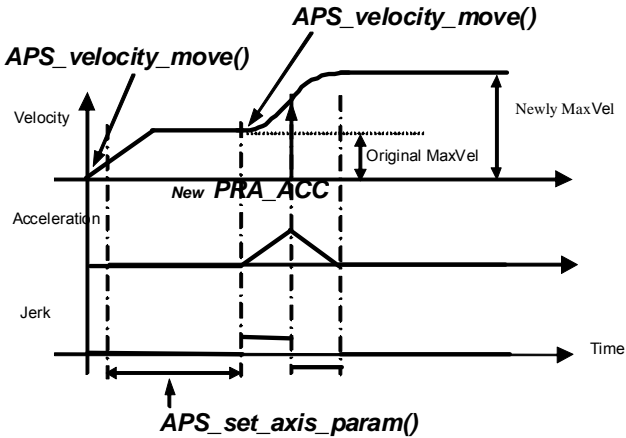 APS_velocity_move()
APS_velocity_move()
Velocity
Newly MaxVel
Original MaxVel
New PRA_ACC
Acceleration
Jerk
Time
APS_set_axis_param()